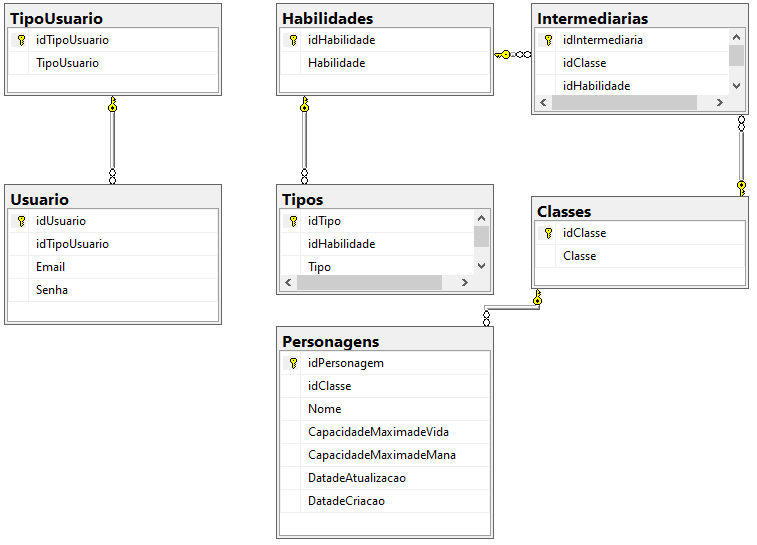 TipoUsuario
idTipoUsuario
TipoUsuario
Habilidades
idHabilidade
Habilidade
Intermediarias
idIntermediaria
idClasse
idHabilidade
Usuario
idUsuario
idTipoUsuario
Email
Senha
Tipos
idTipo
idHabilidade
Tipo
Classes
idClasse
Classe
Personagens
idPersonagem
idClasse
Nome
CapacidadeMaximadeVida
CapacidadeMaximadeMana
DatadeAtualizacao
DatadeCriacao